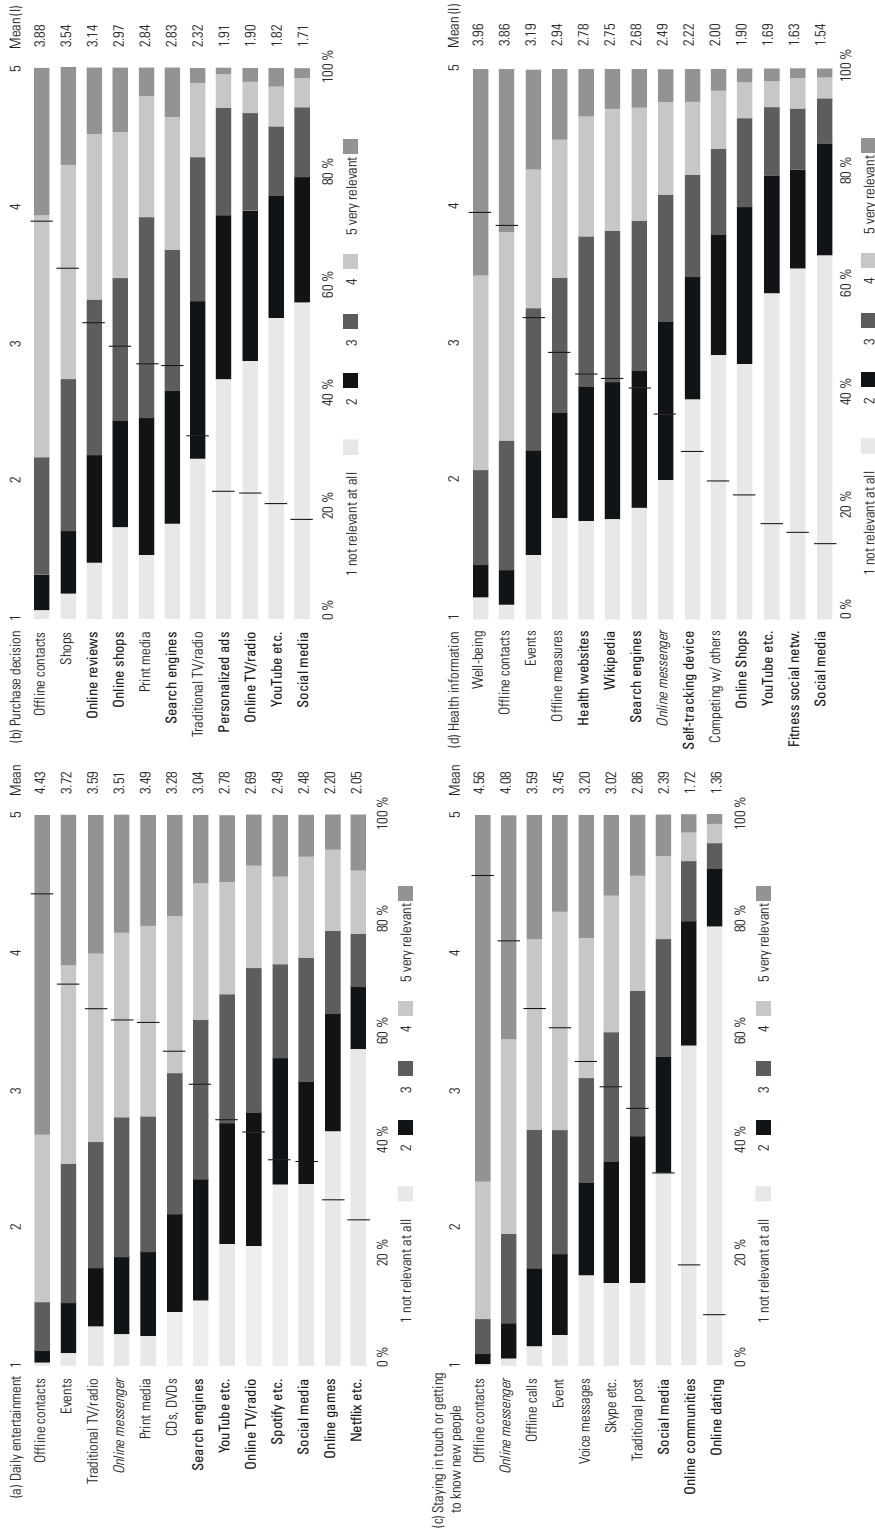 (a) Daily entertainment
1 2 3 4 5 Mean
Offline contacts 4.43
Events 3.72
Traditional TV/radio 3.59
Online messenger 3.51
Print media 3.49
CDs, DVDs 3.28
Search engines 3.04
YouTube etc. 2.78
Online TV/radio 2.69
Spotify etc. 2.49
Social media 2.48
Online games 2.20
Netflix etc. 2.05
0 % 20 % 40 % 60 % 80 % 100 %
1 not relevant at all 2 3 4 5 very relevant
(b) Purchase decision
1 2 3 4 5 Mean (I)
Offline contacts 3.88
Shops 3.54
Online reviews 3.14
Online shops 2.97
Print media 2.84
Search engines 2.83
Traditional TV/radio 2.32
Personalized ads 1.91
Online TV/radio 1.90
YouTube etc. 1.82
Social media 1.71
0 % 20 % 40 % 60 % 80 % 100 %
1 not relevant at all 2 3 4 5 very relevant
(c) Staying in touch or getting
to know new people
1 2 3 4 5 Mean
Offline contacts 4.56
Online messenger 4.08
Offline calls 3.59
Event 3.45
Voice messages 3.20
Skype etc. 3.02
Traditional post 2.86
Social media 2.39
Online communities 1.72
Online dating 1.36
0 % 20 % 40 % 60 % 80 % 100 %
1 not relevant at all 2 3 4 5 very relevant
(d) Health information
1 2 3 4 5 Mean (I)
Well-being 3.96
Offline contacts 3.86
Events 3.19
Offline measures 2.94
Health websites 2.78
Wikipedia 2.75
Search engines 2.68
Online messenger 2.49
Self-tracking device 2.22
Competing w/ others 2.00
Online Shops 1.90
YouTube etc. 1.69
Fitness social netw. 1.63
Social media 1.54
0 % 20 % 40 % 60 % 80 % 100 %
1 not relevant at all 2 3 4 5 very relevant